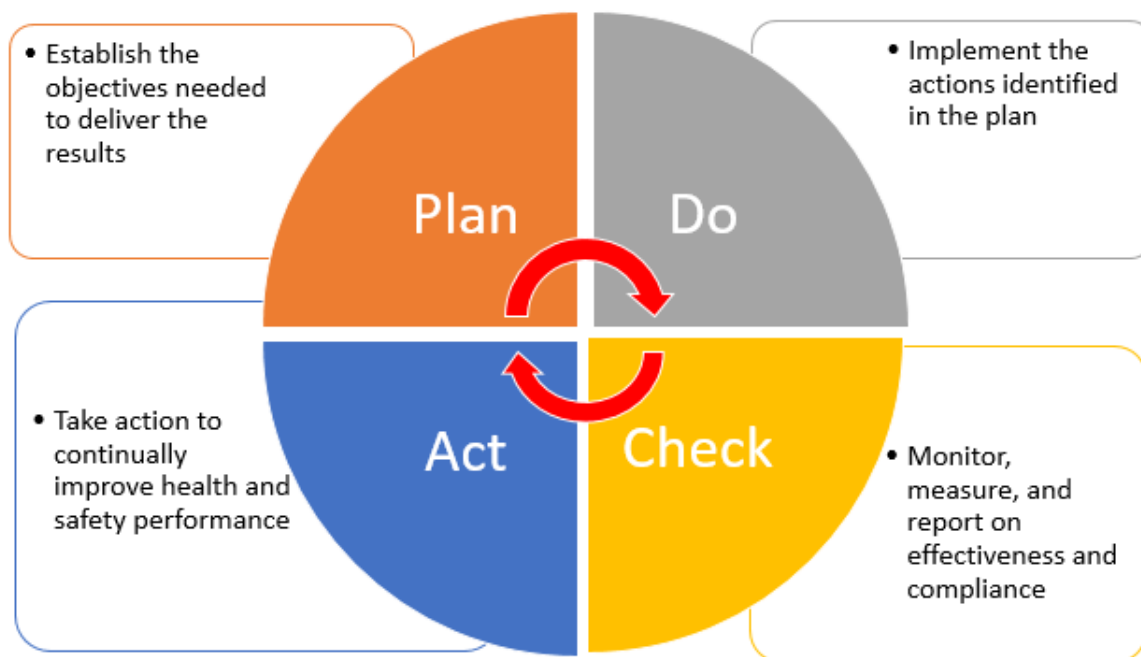 • Establish the
objectives needed
to deliver the
results
Plan
Do
• Implement the
actions identified
in the plan
• Take action to
continually
improve health and
safety performance
Act
Check
• Monitor,
measure, and
report on
effectiveness and
compliance